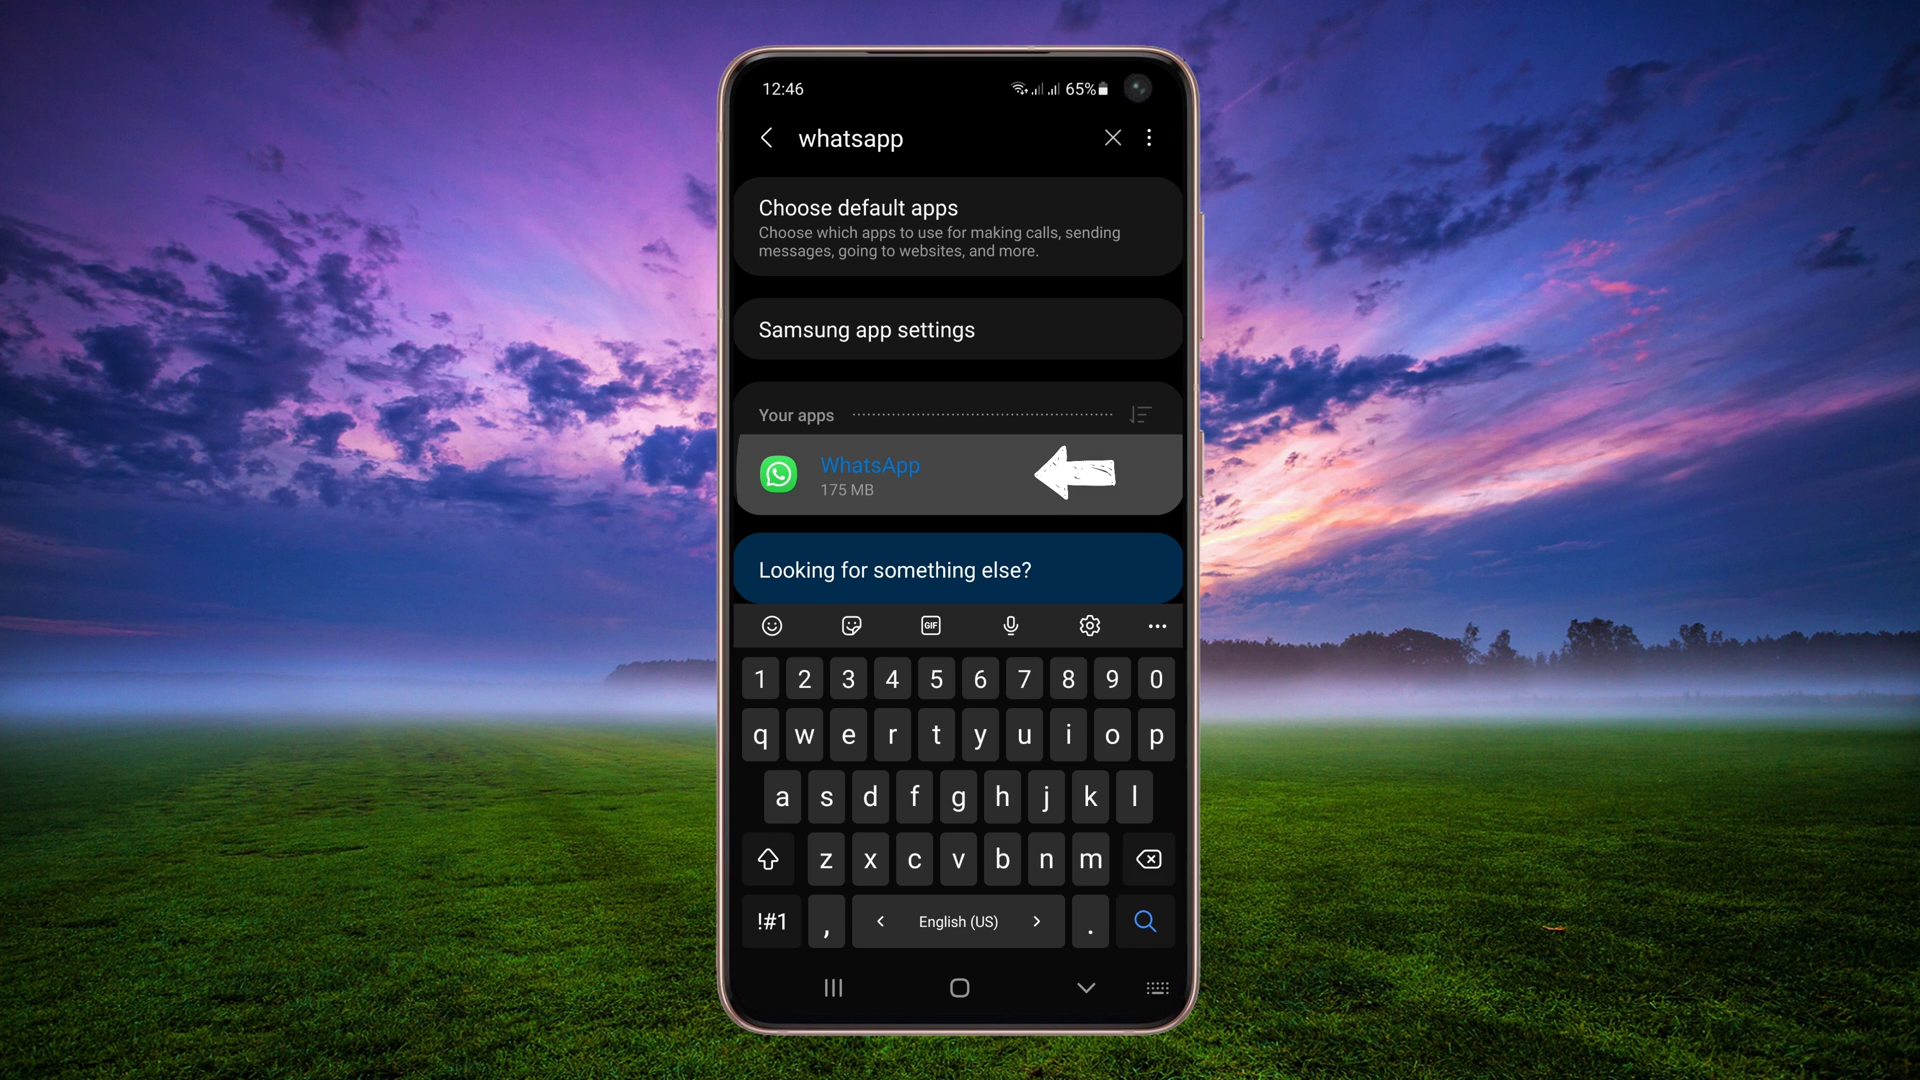 12:46
65%
whatsapp
Choose default apps
Choose which apps to use for making calls, sending
messages, going to websites, and more.
Samsung app settings
Your apps
WhatsApp
175 MB
Looking for something else?
GIF
1 2 3 4 5 6 7 8 9 0
q w e r t y u i o p
a s d f g h j k l
z x c v b n m
!#1 , < English (US) > .